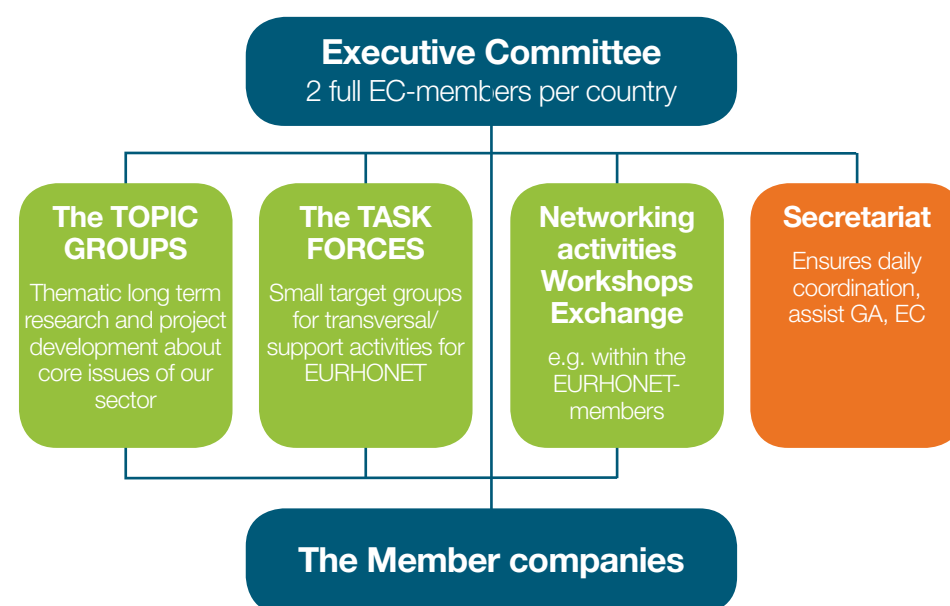 Executive Committee
2 full EC-members per country
The TOPIC
GROUPS
Thematic long term
research and project
development about
core issues of our
sector
The TASK
FORCES
Small target groups
for transversal/
support activities for
EURHONET
Networking
activities
Workshops
Exchange
e.g. within the
EURHONET-
members
Secretariat
Ensures daily
coordination,
assist GA, EC
The Member companies